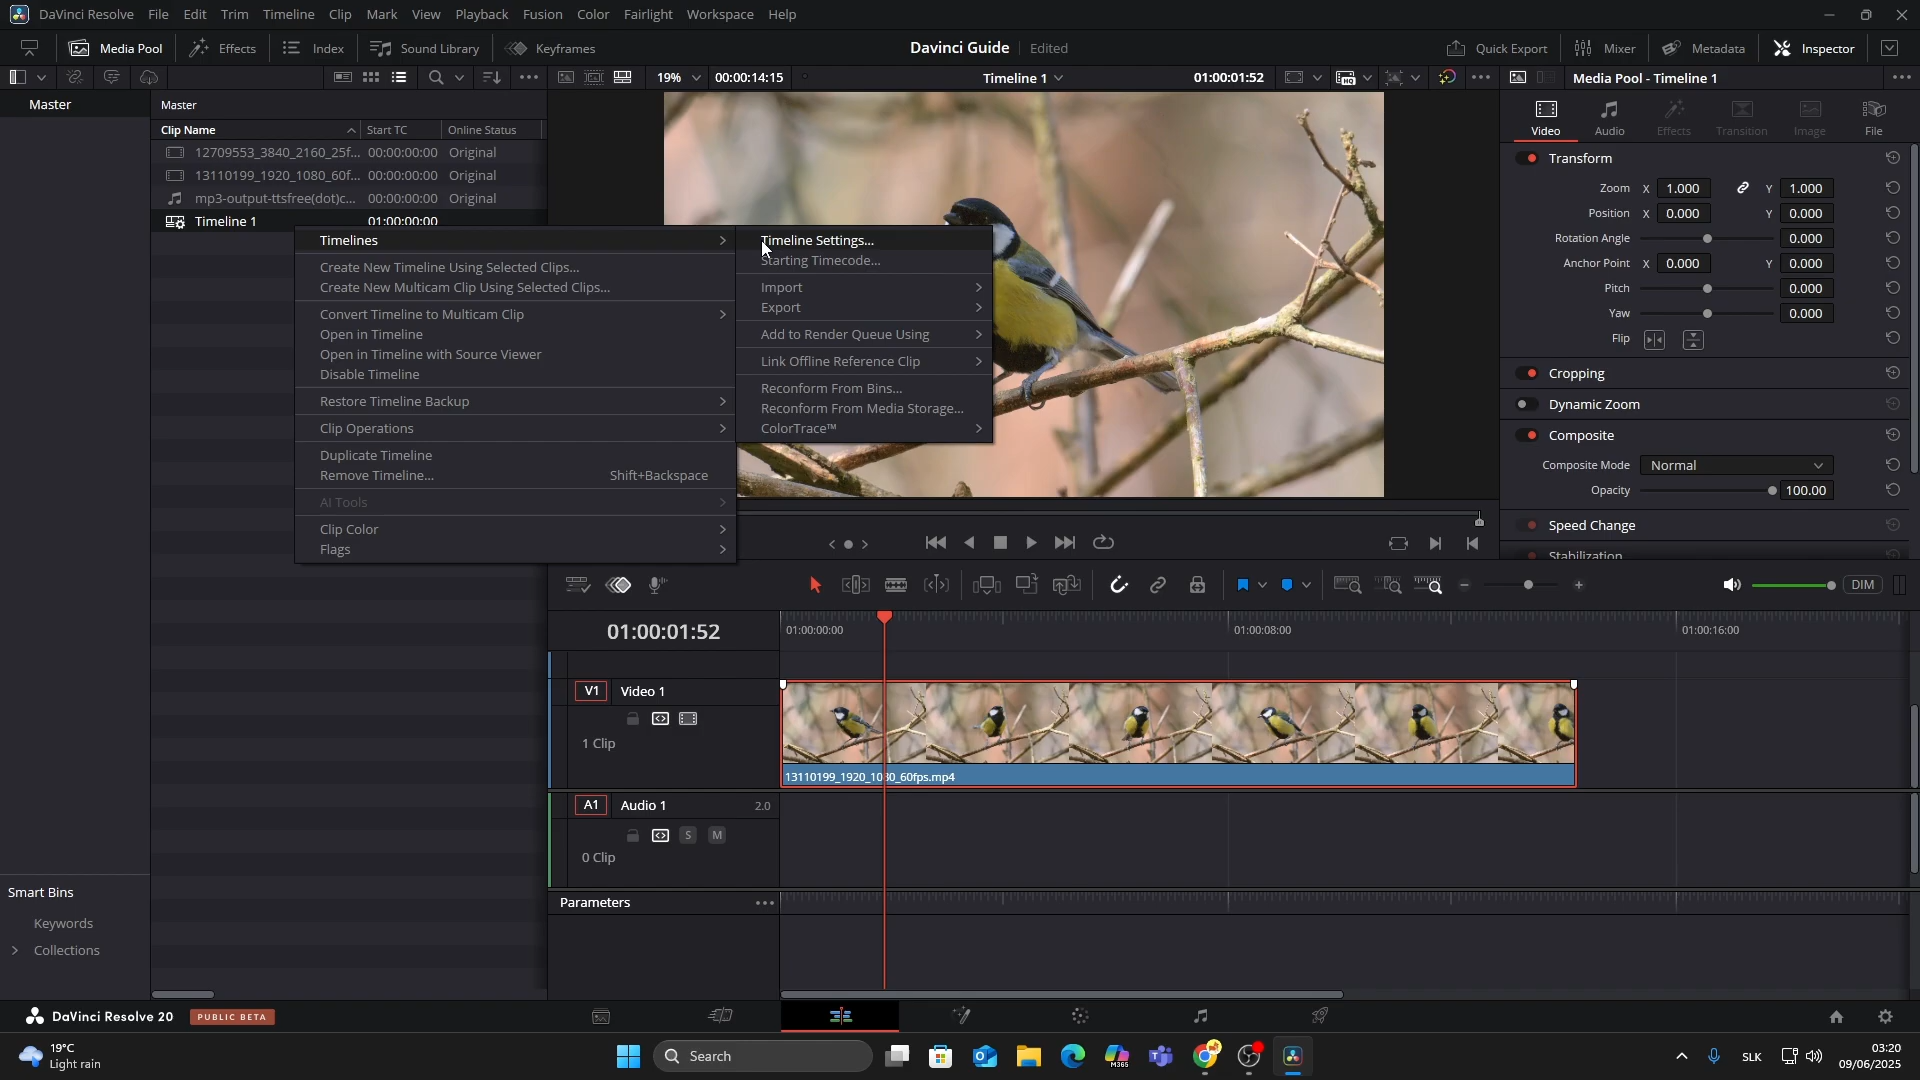 DaVinci Resolve File Edit Trim Timeline Clip Mark View Playback Fusion Color Fairlight Workspace Help
Media Pool Effects Index Sound Library Keyframes Davinci Guide Edited Quick Export Mixer Metadata Inspector
19% 00:00:14:15 Timeline 1 01:00:01:52 Media Pool - Timeline 1
Master Master
Clip Name Start TC Online Status
12709553_3840_2160_25f... 00:00:00:00 Original
13110199_1920_1080_60f... 00:00:00:00 Original
mp3-output-ttsfree(dot)c... 00:00:00:00 Original
Timeline 1 01:00:00:00
Timelines
Create New Timeline Using Selected Clips...
Create New Multicam Clip Using Selected Clips...
Convert Timeline to Multicam Clip
Open in Timeline
Open in Timeline with Source Viewer
Disable Timeline
Restore Timeline Backup
Clip Operations
Duplicate Timeline
Remove Timeline... Shift+Backspace
AI Tools
Clip Color
Flags
Timeline Settings...
Starting Timecode...
Import
Export
Add to Render Queue Using
Link Offline Reference Clip
Reconform From Bins...
Reconform From Media Storage...
ColorTrace™
Video Audio Effects Transition Image File
Transform
Zoom X 1.000 Y 1.000
Position X 0.000 Y 0.000
Rotation Angle 0.000
Anchor Point X 0.000 Y 0.000
Pitch 0.000
Yaw 0.000
Flip
Cropping
Dynamic Zoom
Composite
Composite Mode Normal
Opacity 100.00
Speed Change
Stabilization
DIM
01:00:01:52 01:00:00:00 01:00:08:00 01:00:16:00
V1 Video 1
1 Clip
13110199_1920_1080_60fps.mp4
A1 Audio 1 2.0
S M
0 Clip
Parameters
Smart Bins
Keywords
Collections
DaVinci Resolve 20 PUBLIC BETA
19°C
Light rain
Search
M365
SLK
03:20
09/06/2025